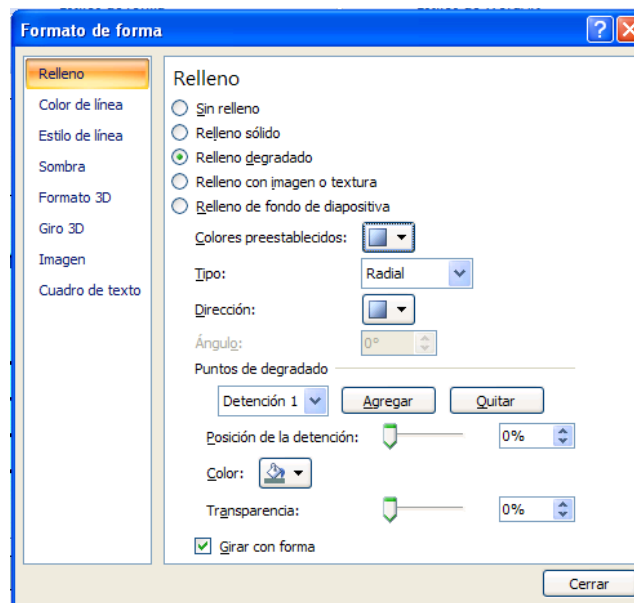 Formato de forma
Relleno
Color de línea
Estilo de línea
Sombra
Formato 3D
Giro 3D
Imagen
Cuadro de texto
Relleno
Sin relleno
Relleno sólido
Relleno degradado
Relleno con imagen o textura
Relleno de fondo de diapositiva
Colores preestablecidos:
Tipo: Radial
Dirección:
Ángulo: 0°
Puntos de degradado
Detención 1 Agregar Quitar
Posición de la detención: 0%
Color:
Transparencia: 0%
Girar con forma
Cerrar